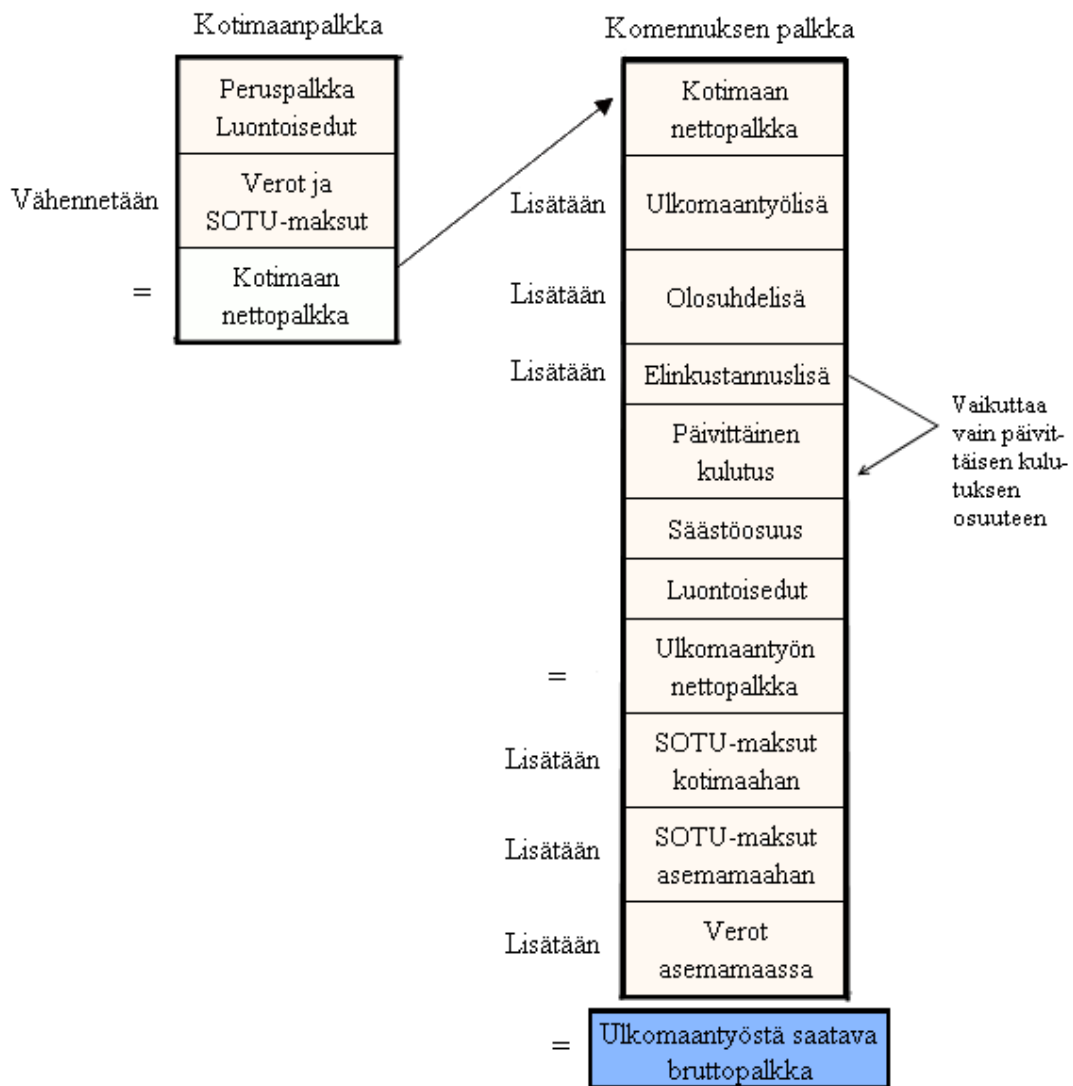 Kotimaanpalkka
Peruspalkka
Luontoisedut
Vähennetään
Verot ja
SOTU-maksut
=
Kotimaan
nettopalkka
Komennuksen palkka
Kotimaan
nettopalkka
Lisätään
Ulkomaantyölisä
Lisätään
Olosuhdelisä
Lisätään
Elinkustannuslisä
Vaikuttaa
vain päivit-
täisen kulu-
tuksen
osuuteen
Päivittäinen
kulutus
Säästöosuus
Luontoisedut
=
Ulkomaantyön
nettopalkka
Lisätään
SOTU-maksut
kotimaahan
Lisätään
SOTU-maksut
asemamaahan
Lisätään
Verot
asemamaassa
=
Ulkomaantyöstä saatava
bruttopalkka